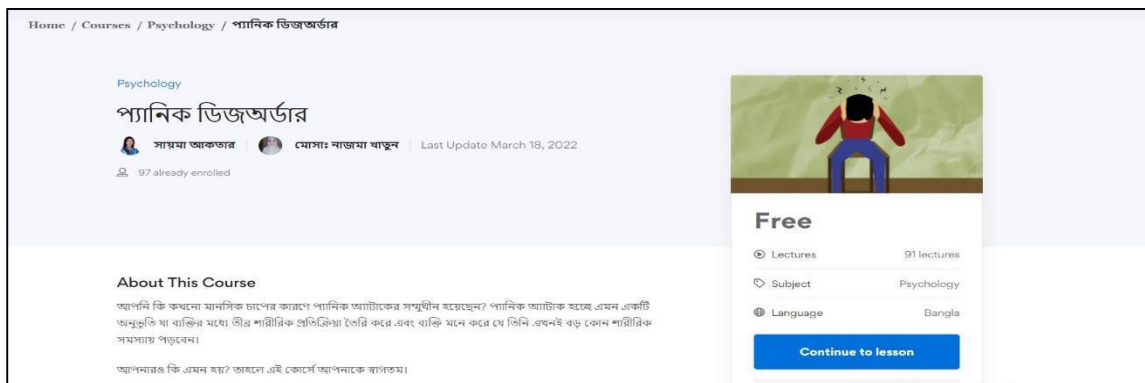 Home / Courses / Psychology / প্যানিক ডিজঅর্ডার
Psychology
প্যানিক ডিজঅর্ডার
সায়মা আকতার মোসাঃ নাজমা খাতুন Last Update March 18, 2022
97 already enrolled
About This Course
আপনি কি কখনো মানসিক চাপের কারণে প্যানিক অ্যাটাকের সম্মুখীন হয়েছেন? প্যানিক অ্যাটাক হচ্ছে এমন একটি
অনুভূতি যা ব্যক্তির মধ্যে তীব্র শারীরিক প্রতিক্রিয়া তৈরি করে এবং ব্যক্তি মনে করে যে তিনি এখনই বড় কোন শারীরিক
সমস্যায় পড়বেন।
আপনারও কি এমন হয়? তাহলে এই কোর্সে আপনাকে স্বাগতম।
Free
Lectures 91 lectures
Subject Psychology
Language Bangla
Continue to lesson